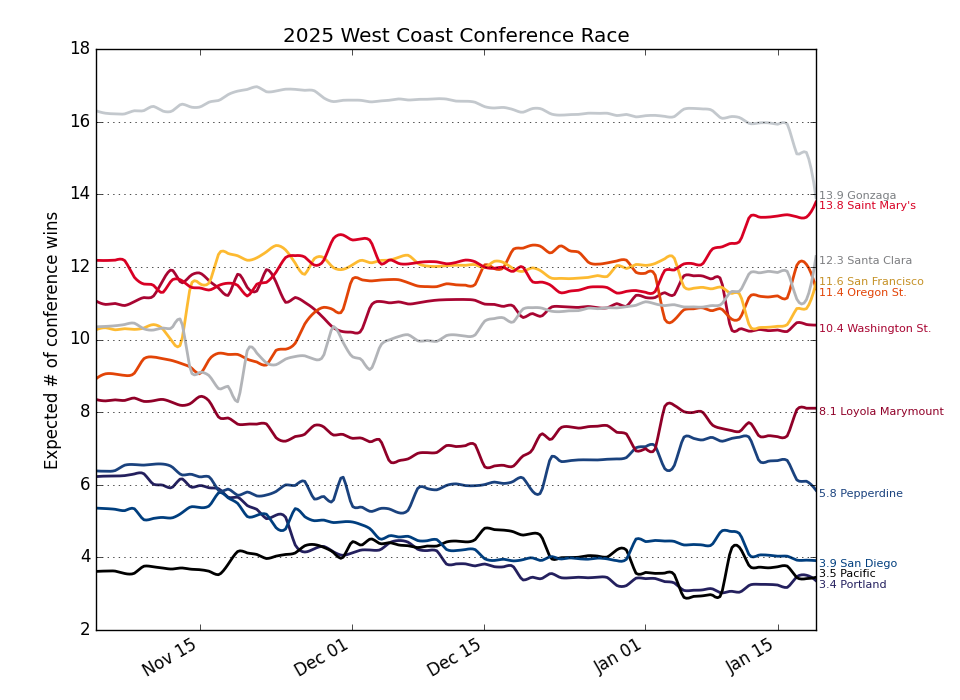 2025 West Coast Conference Race
Expected # of conference wins
18
16
14
12
10
8
6
4
2
13.9 Gonzaga
13.8 Saint Mary's
12.3 Santa Clara
11.6 San Francisco
11.4 Oregon St.
10.4 Washington St.
8.1 Loyola Marymount
5.8 Pepperdine
3.9 San Diego
3.5 Pacific
3.4 Portland
Nov 15
Dec 01
Dec 15
Jan 01
Jan 15